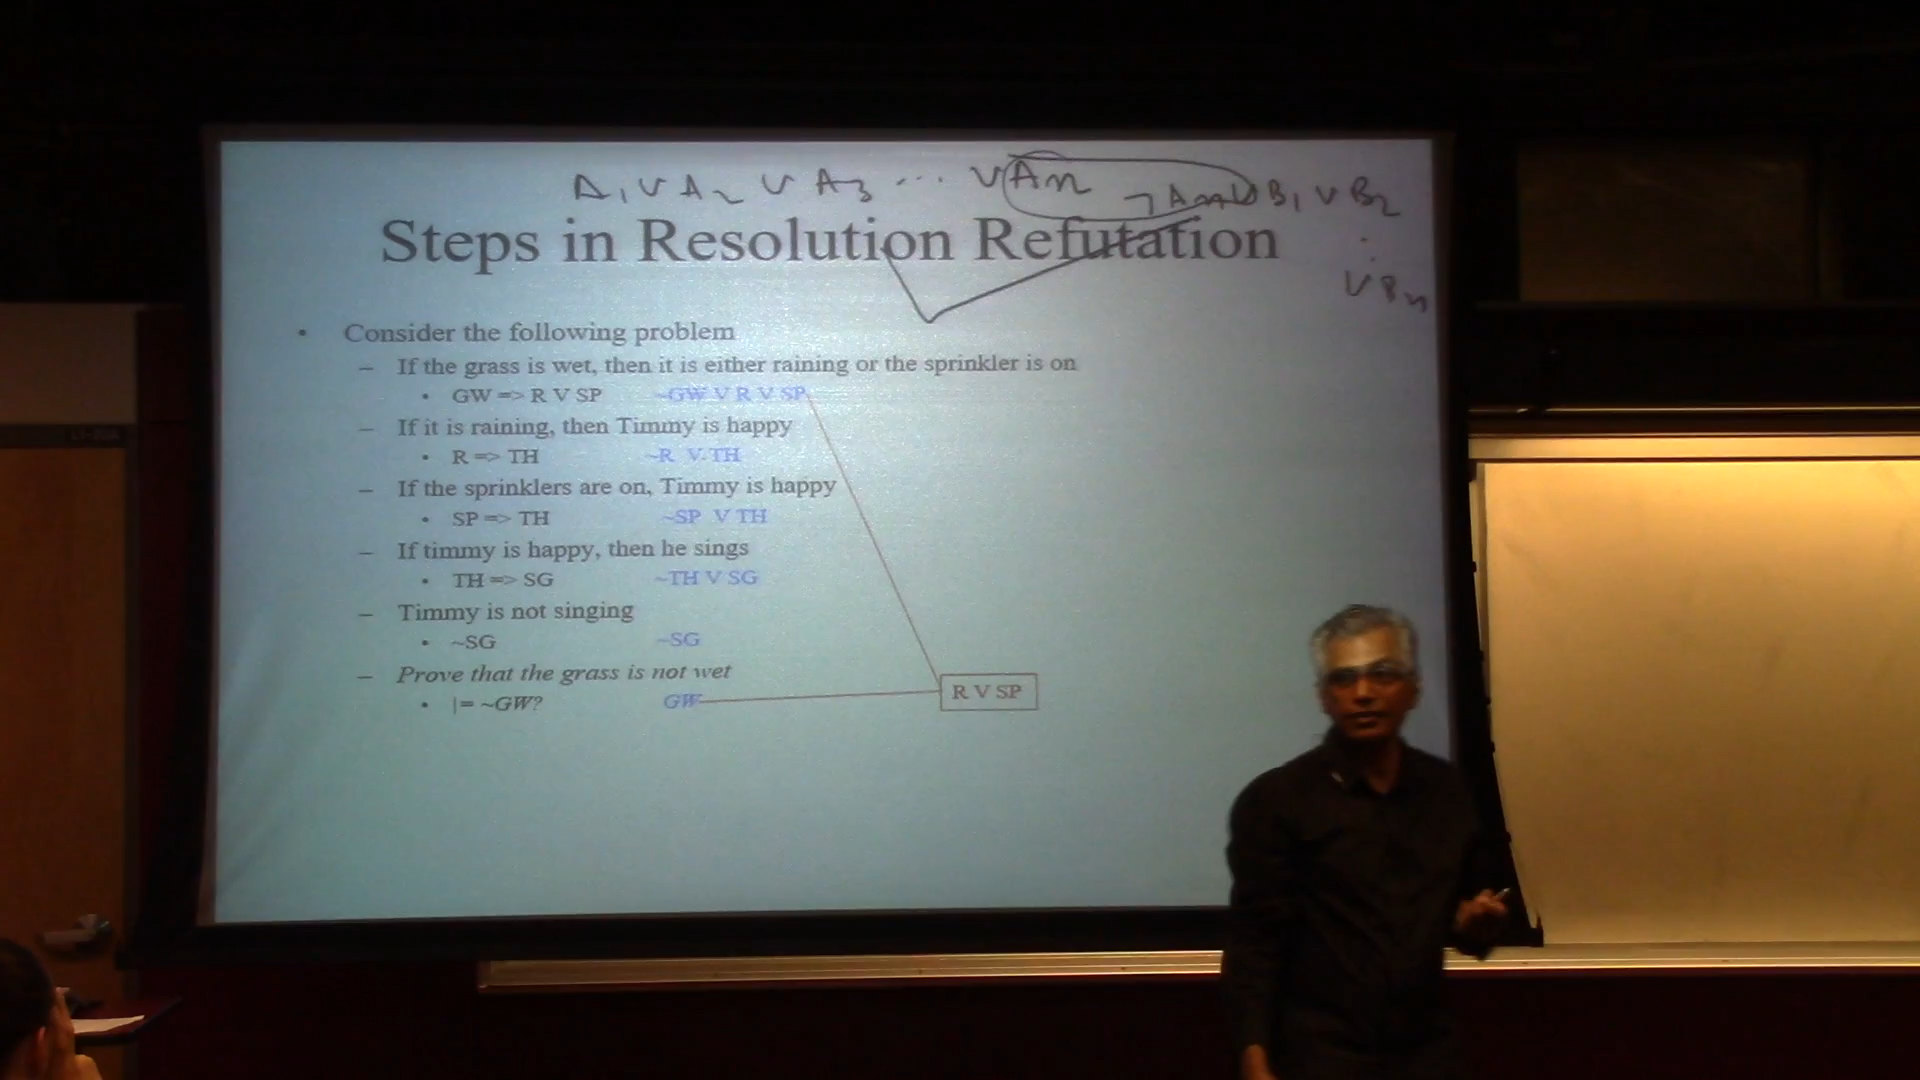 A₁ V A₂ V A₃ ... V Am
¬Am V B₁ V B₂
.
.
V Bn
Steps in Resolution Refutation
• Consider the following problem
– If the grass is wet, then it is either raining or the sprinkler is on
• GW => R V SP ~GW V R V SP
– If it is raining, then Timmy is happy
• R => TH ~R V TH
– If the sprinklers are on, Timmy is happy
• SP => TH ~SP V TH
– If timmy is happy, then he sings
• TH => SG ~TH V SG
– Timmy is not singing
• ~SG ~SG
– Prove that the grass is not wet
• |= ~GW? GW
R V SP